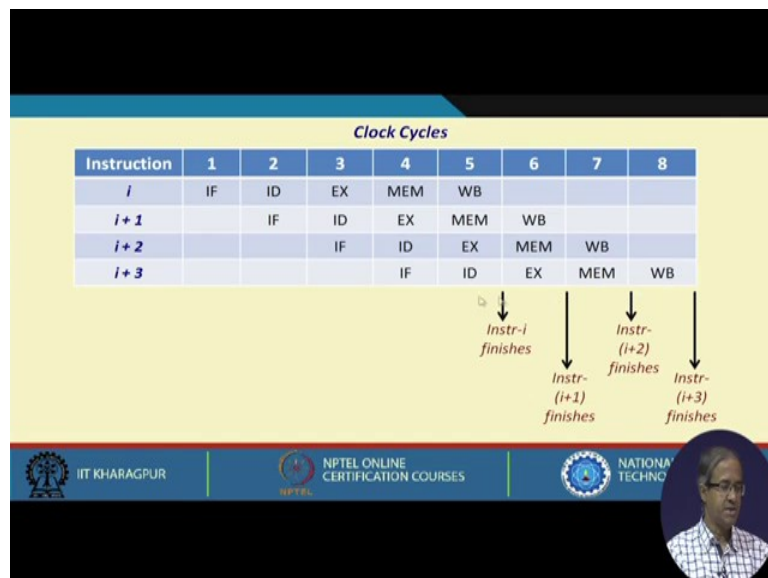 Clock Cycles
Instruction 1 2 3 4 5 6 7 8
i IF ID EX MEM WB
i + 1 IF ID EX MEM WB
i + 2 IF ID EX MEM WB
i + 3 IF ID EX MEM WB
Instr-i
finishes
Instr-
(i+1)
finishes
Instr-
(i+2)
finishes
Instr-
(i+3)
finishes
IIT KHARAGPUR
NPTEL
NPTEL ONLINE
CERTIFICATION COURSES